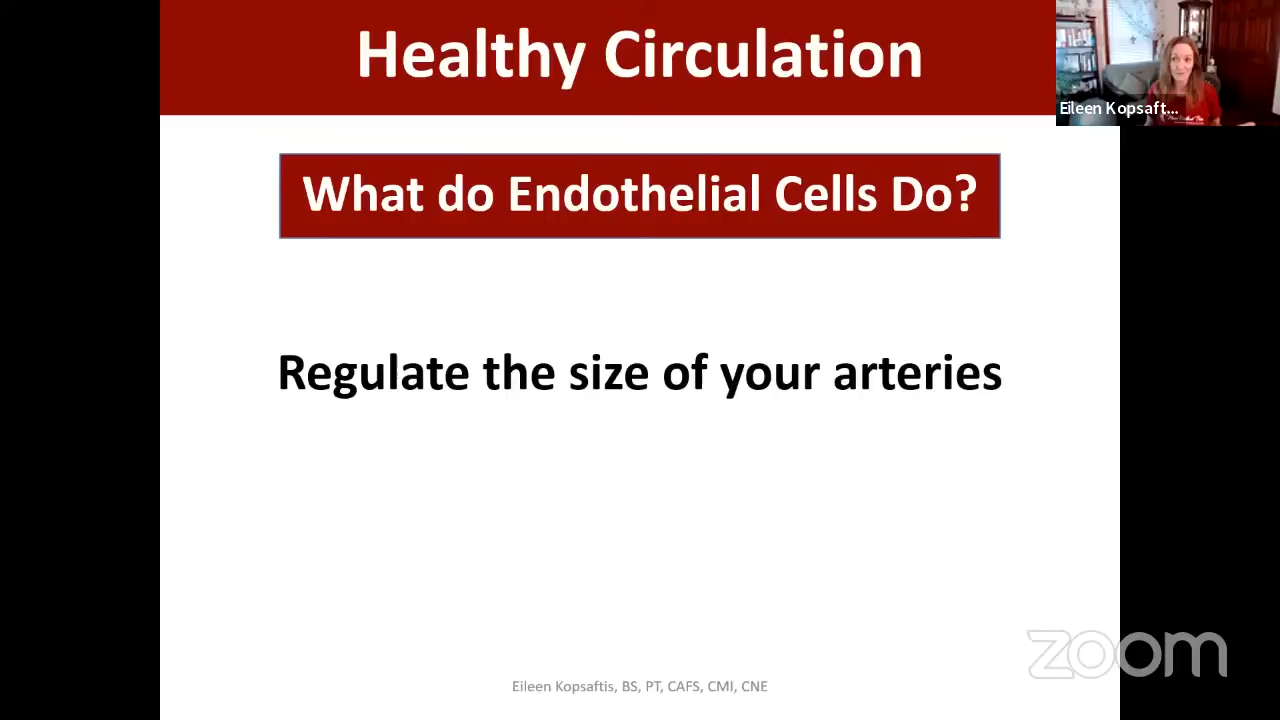 Healthy Circulation
Eileen Kopsaft...
What do Endothelial Cells Do?
Regulate the size of your arteries
zoom
Eileen Kopsaftis, BS, PT, CAFS, CMI, CNE